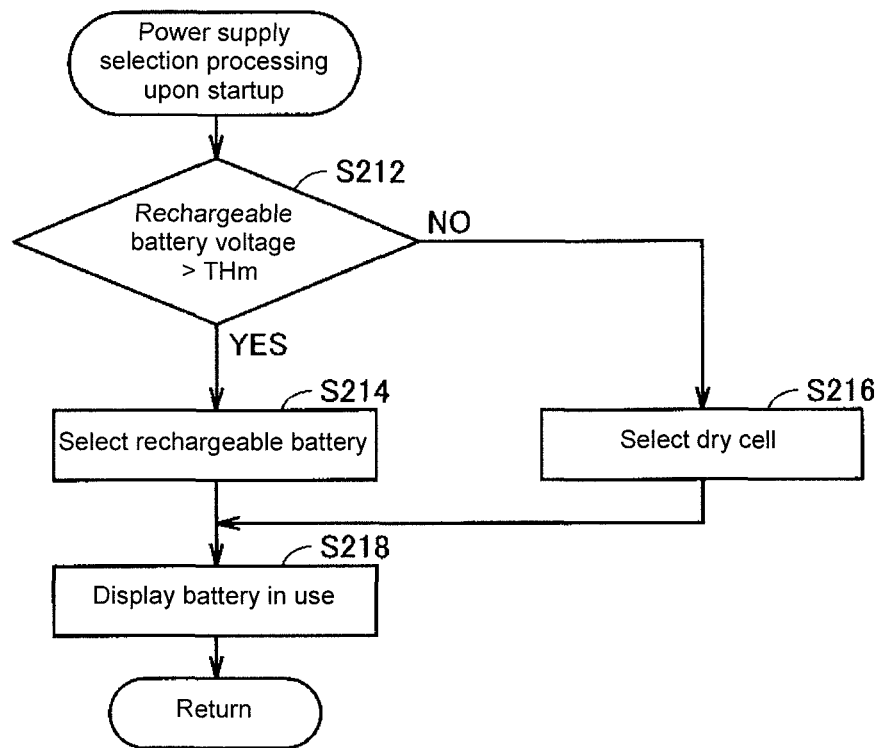 Power supply
selection processing
upon startup
S212
Rechargeable
battery voltage
> THm
NO
YES
S214
Select rechargeable battery
S216
Select dry cell
S218
Display battery in use
Return